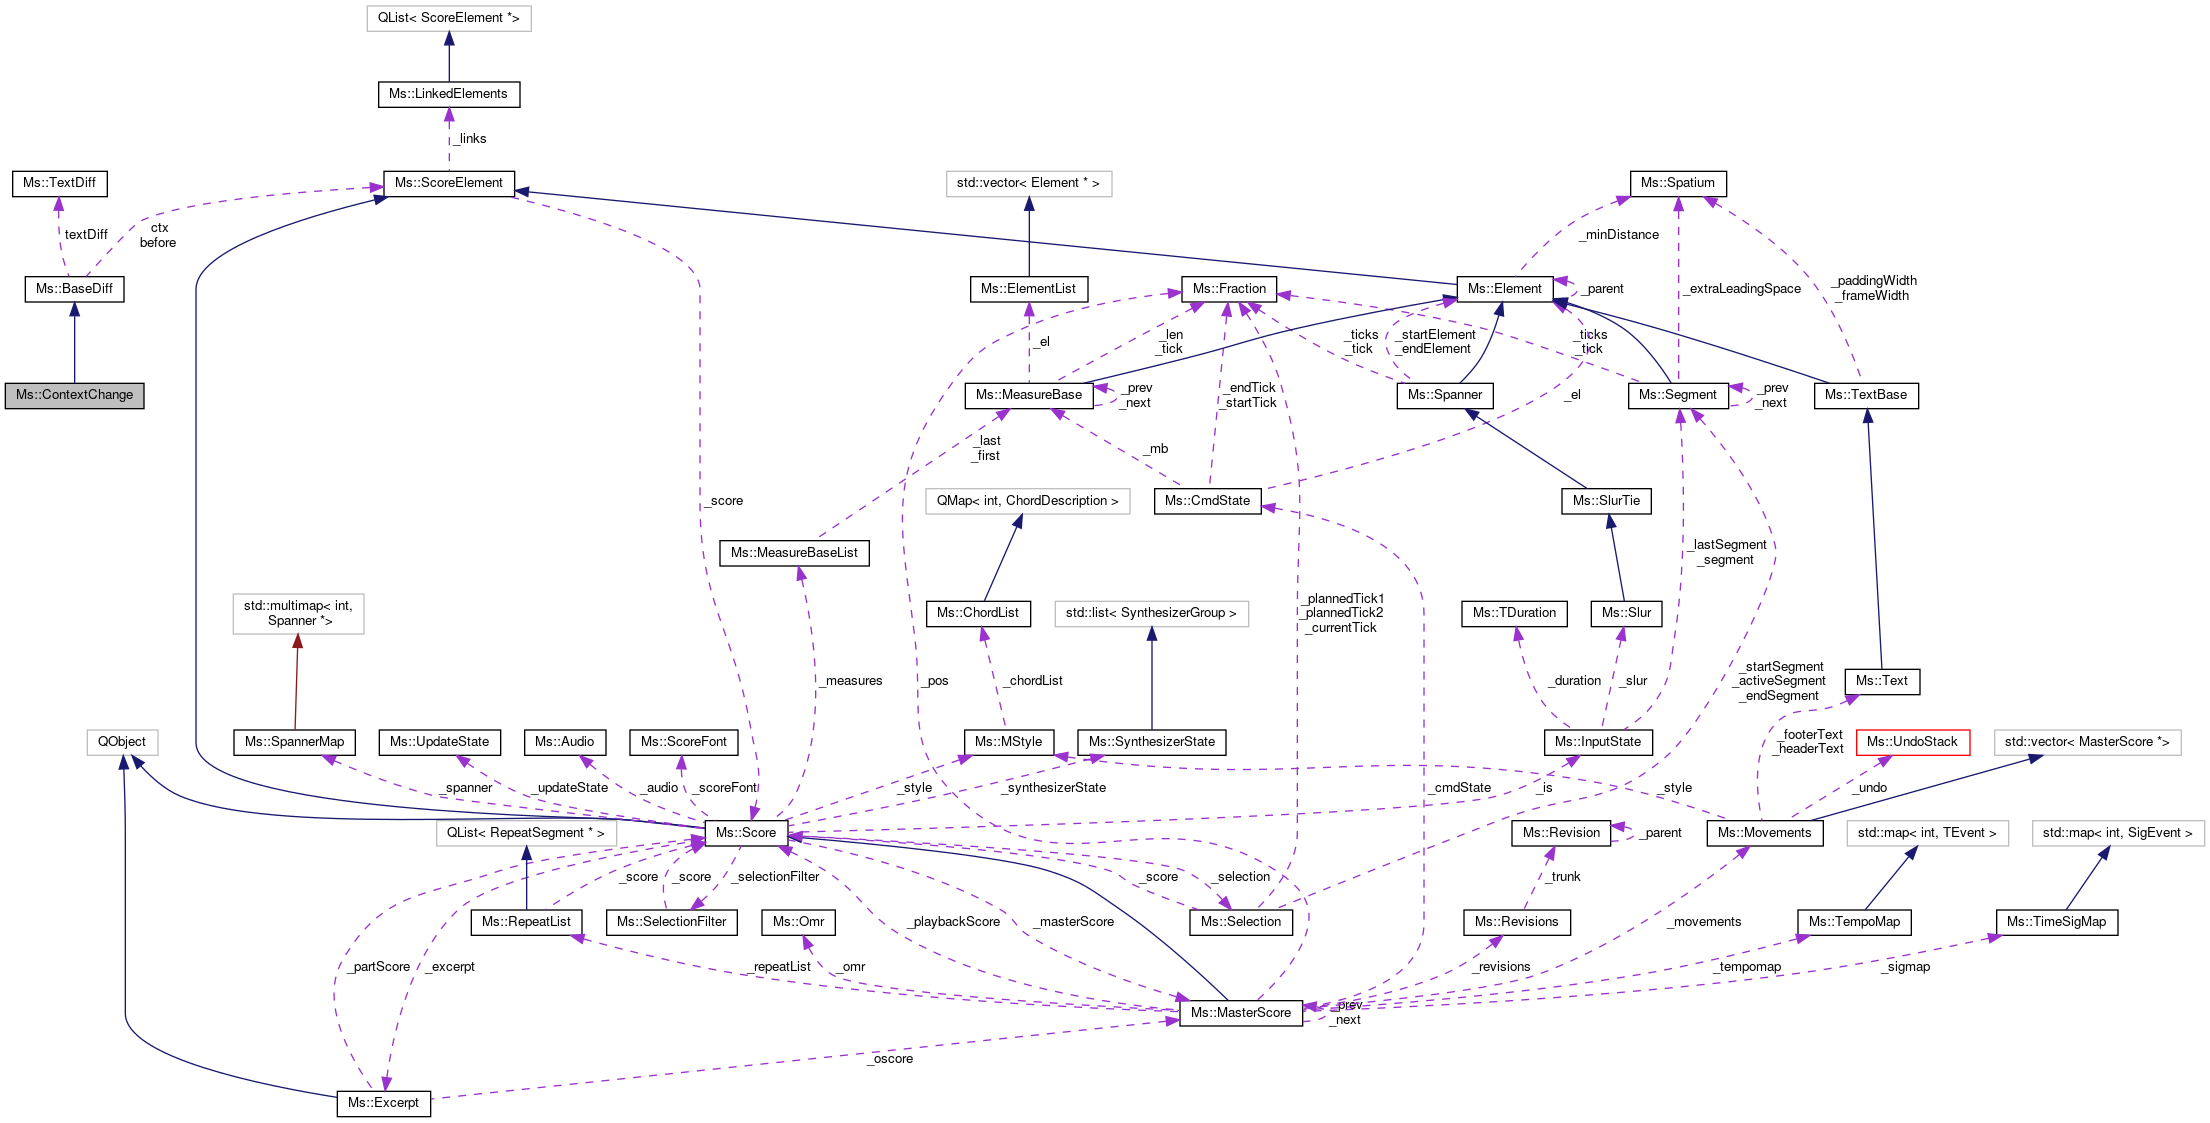 QList< ScoreElement *>
Ms::LinkedElements
_links
Ms::TextDiff
Ms::ScoreElement
std::vector< Element * >
Ms::Spatium
textDiff
ctx
before
_minDistance
Ms::BaseDiff
Ms::ElementList
Ms::Fraction
Ms::Element
_parent
_extraLeadingSpace
_paddingWidth
_frameWidth
_el
_len
_tick
_ticks
_tick
_startElement
_endElement
_ticks
_tick
Ms::ContextChange
Ms::MeasureBase
_prev
_next
_endTick
_startTick
Ms::Spanner
_el
Ms::Segment
_prev
_next
Ms::TextBase
_last
_first
_mb
_score
QMap< int, ChordDescription >
Ms::CmdState
Ms::SlurTie
Ms::MeasureBaseList
_lastSegment
_segment
std::multimap< int,
Spanner *>
Ms::ChordList
std::list< SynthesizerGroup >
_plannedTick1
_plannedTick2
_currentTick
Ms::TDuration
Ms::Slur
_measures
_pos
_chordList
_duration
_slur
_startSegment
_activeSegment
_endSegment
Ms::Text
QObject
Ms::SpannerMap
Ms::UpdateState
Ms::Audio
Ms::ScoreFont
Ms::MStyle
Ms::SynthesizerState
Ms::InputState
_footerText
_headerText
Ms::UndoStack
std::vector< MasterScore *>
_spanner
_updateState
_audio
_scoreFont
_style
_synthesizerState
_cmdState
_is
_style
_undo
QList< RepeatSegment * >
Ms::Score
Ms::Revision
_parent
Ms::Movements
std::map< int, TEvent >
std::map< int, SigEvent >
_score
_score
_selectionFilter
_score
_selection
_trunk
Ms::RepeatList
Ms::SelectionFilter
Ms::Omr
_playbackScore
_masterScore
Ms::Selection
Ms::Revisions
_movements
Ms::TempoMap
Ms::TimeSigMap
_partScore
_excerpt
_repeatList
_omr
_revisions
_tempomap
_sigmap
Ms::MasterScore
_prev
_next
_oscore
Ms::Excerpt